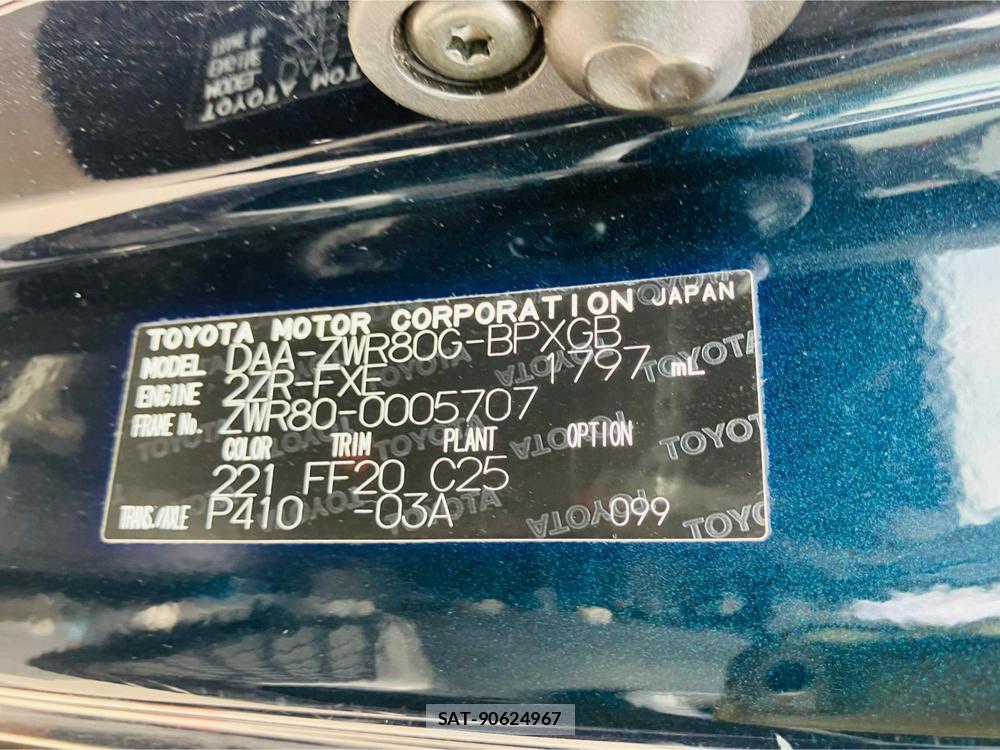 TOYOTA MOTOR CORPORATION JAPAN
MODEL DAA-ZWR80G-BPXGB
ENGINE 2ZR-FXE 1797 mL
FRAME No. ZWR80-0005707
COLOR TRIM PLANT OPTION
221 FF20 C25
TRANS./AXLE P410 -03A 099
SAT-90624967